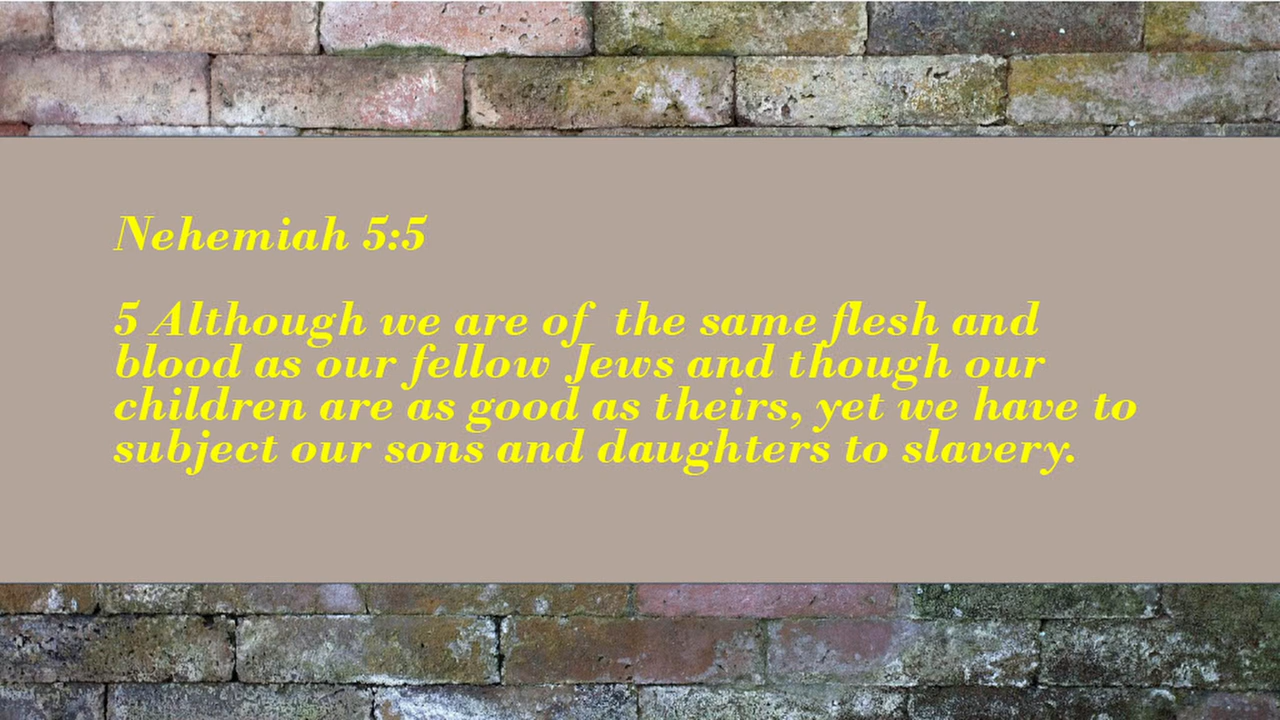 Nehemiah 5:5
5 Although we are of  the same flesh and
blood as our fellow Jews and though our
children are as good as theirs, yet we have to
subject our sons and daughters to slavery.